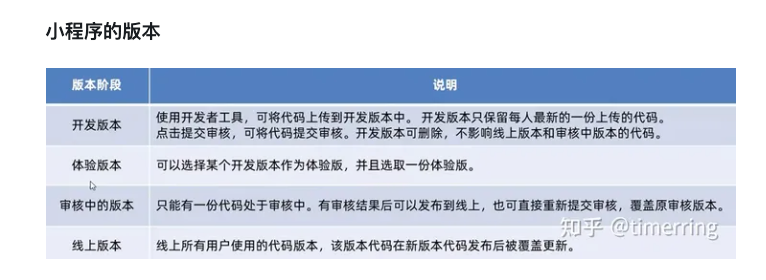 小程序的版本
版本阶段 说明
开发版本 使用开发者工具，可将代码上传到开发版本中。 开发版本只保留每人最新的一份上传的代码。
点击提交审核，可将代码提交审核。开发版本可删除，不影响线上版本和审核中版本的代码。
体验版本 可以选择某个开发版本作为体验版，并且选取一份体验版。
审核中的版本 只能有一份代码处于审核中。有审核结果后可以发布到线上，也可直接重新提交审核，覆盖原审核版本。
知乎 @timerring
线上版本 线上所有用户使用的代码版本，该版本代码在新版本代码发布后被覆盖更新。